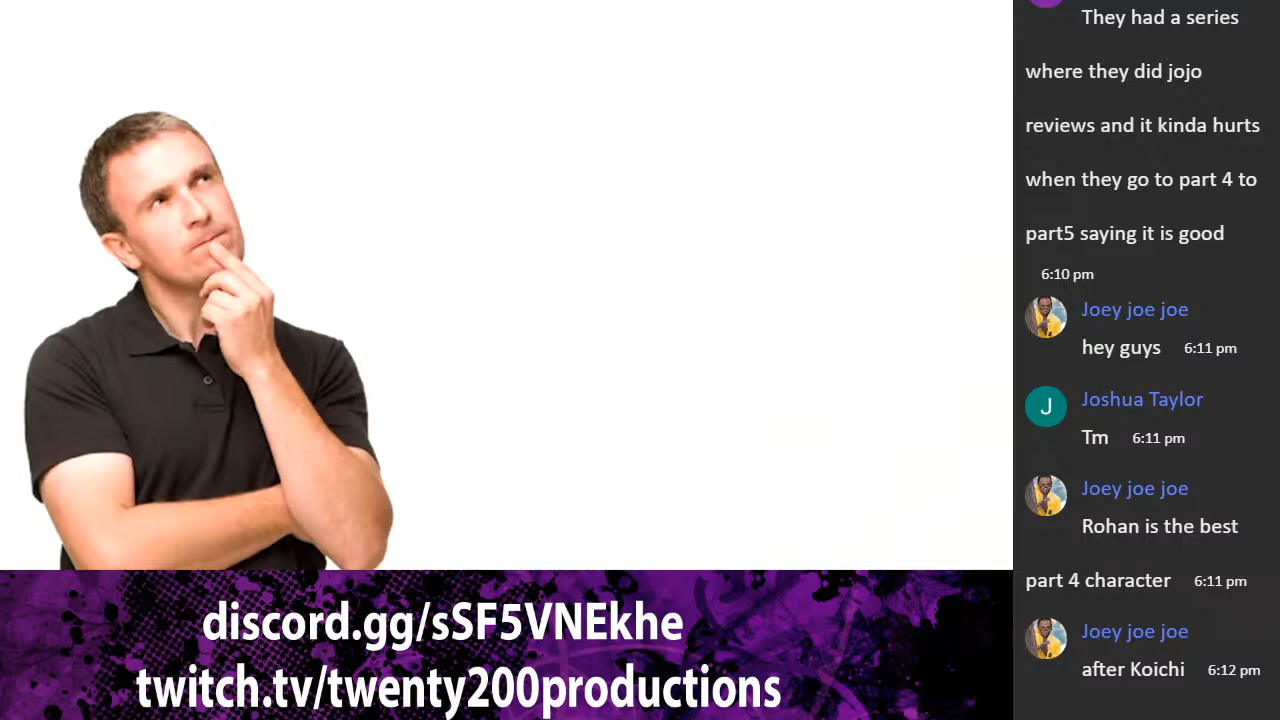 They had a series
where they did jojo
reviews and it kinda hurts
when they go to part 4 to
part5 saying it is good
6:10 pm
Joey joe joe
hey guys 6:11 pm
J
Joshua Taylor
Tm 6:11 pm
Joey joe joe
Rohan is the best
part 4 character 6:11 pm
Joey joe joe
after Koichi 6:12 pm
discord.gg/sSF5VNEkhe
twitch.tv/twenty200productions